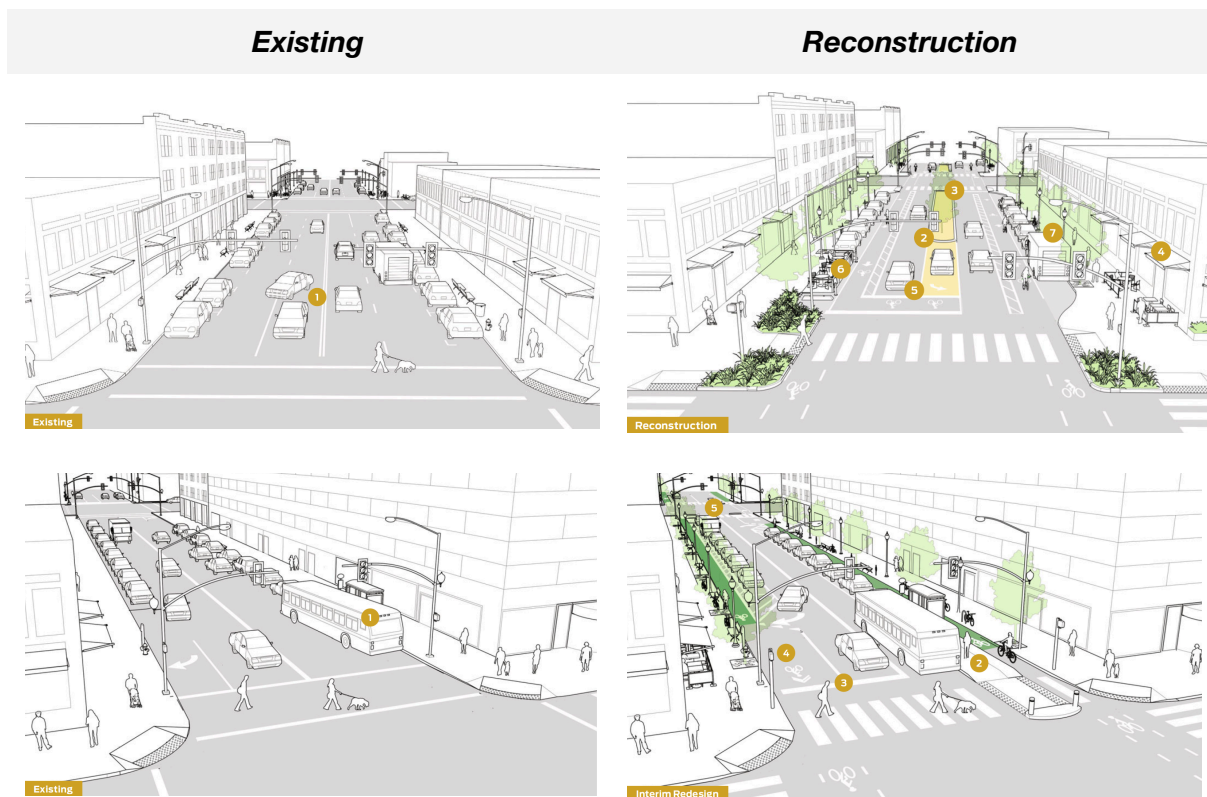 Existing
Reconstruction
1
3
2
7
4
6
5
Existing
Reconstruction
1
5
4
2
3
Existing
Interim Redesign